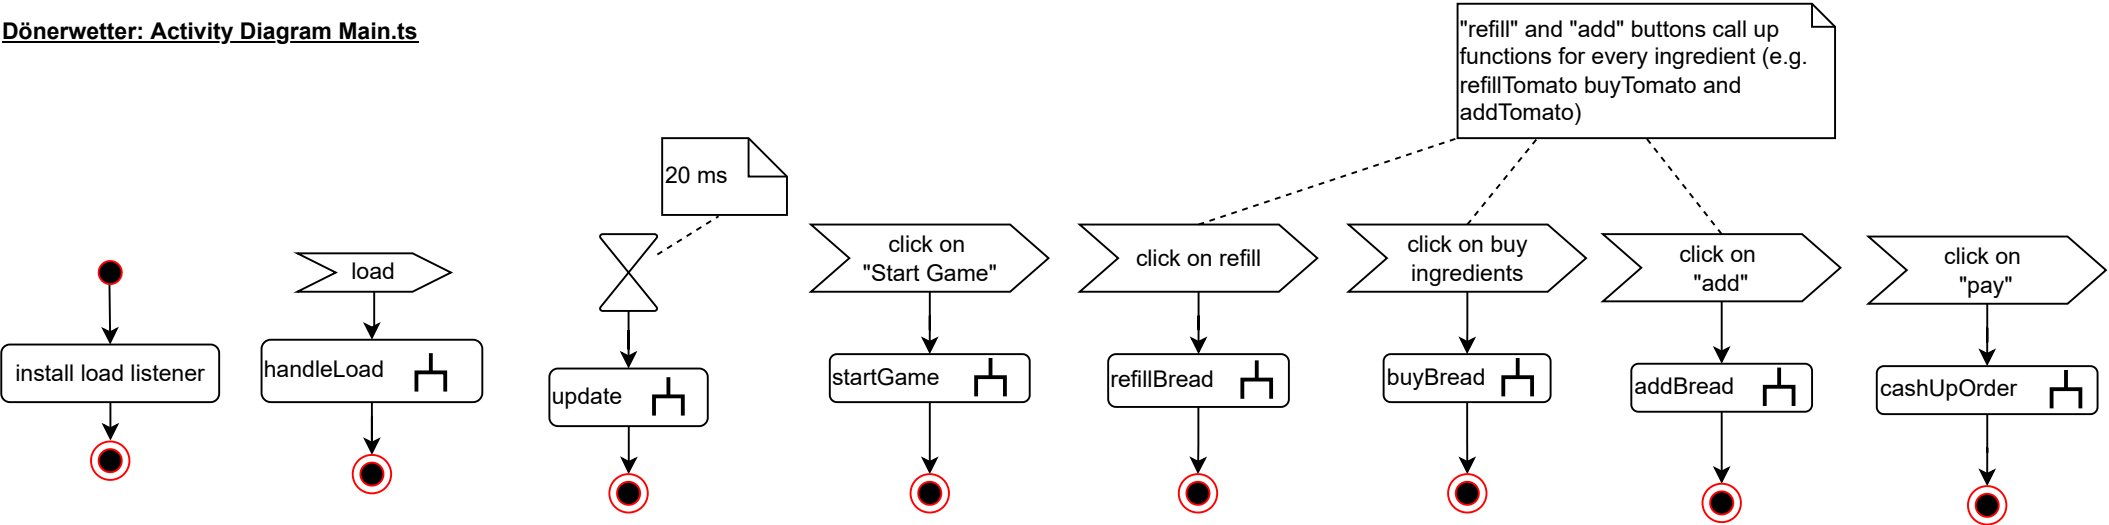 Dönerwetter: Activity Diagram Main.ts
"refill" and "add" buttons call up
functions for every ingredient (e.g.
refillTomato buyTomato and
addTomato)
20 ms
load
click on
"Start Game"
click on refill
click on buy
ingredients
click on
"add"
click on
"pay"
install load listener
handleLoad
update
startGame
refillBread
buyBread
addBread
cashUpOrder